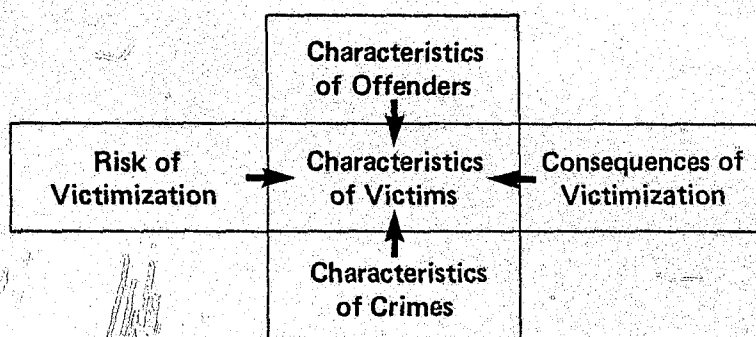 Characteristics
of Offenders
Risk of
Victimization
Characteristics
of Victims
Consequences of
Victimization
Characteristics
of Crimes